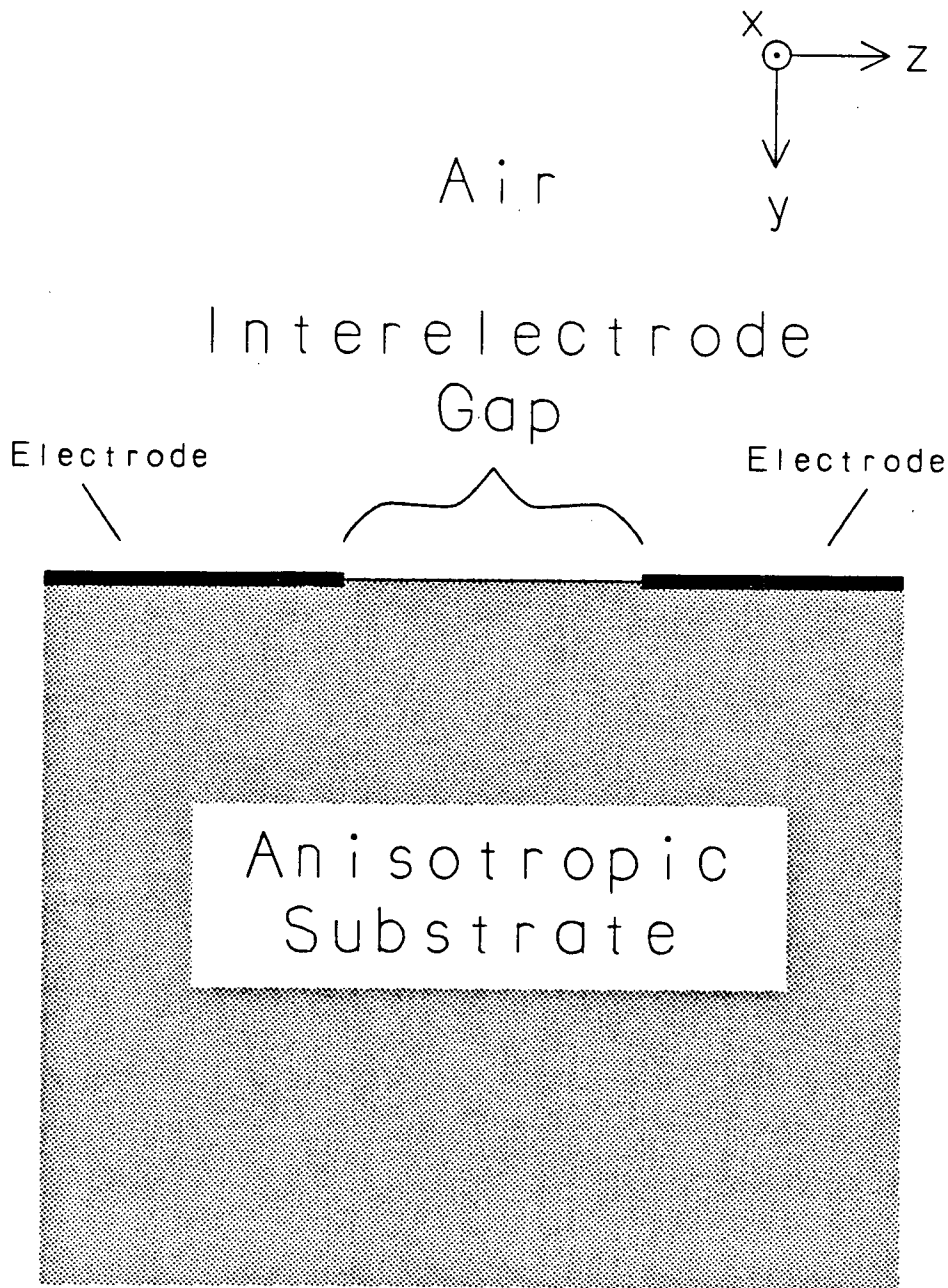 x
z
y
Air
Interelectrode
Gap
Electrode
Electrode
Anisotropic
Substrate